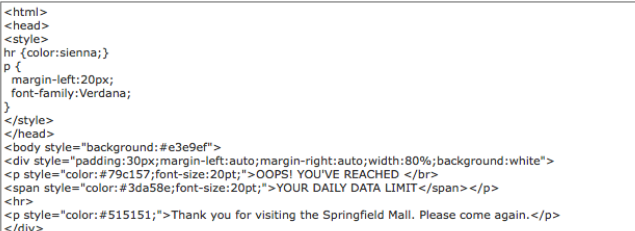 <html>
<head>
<style>
hr {color:sienna;}
p {
  margin-left:20px;
  font-family:Verdana;
}
</style>
</head>
<body style="background:#e3e9ef">
<div style="padding:30px;margin-left:auto;margin-right:auto;width:80%;background:white">
<p style="color:#79c157;font-size:20pt;">OOPS! YOU'VE REACHED </br>
<span style="color:#3da58e;font-size:20pt;">YOUR DAILY DATA LIMIT</span></p>
<hr>
<p style="color:#515151;">Thank you for visiting the Springfield Mall. Please come again.</p>
</div>